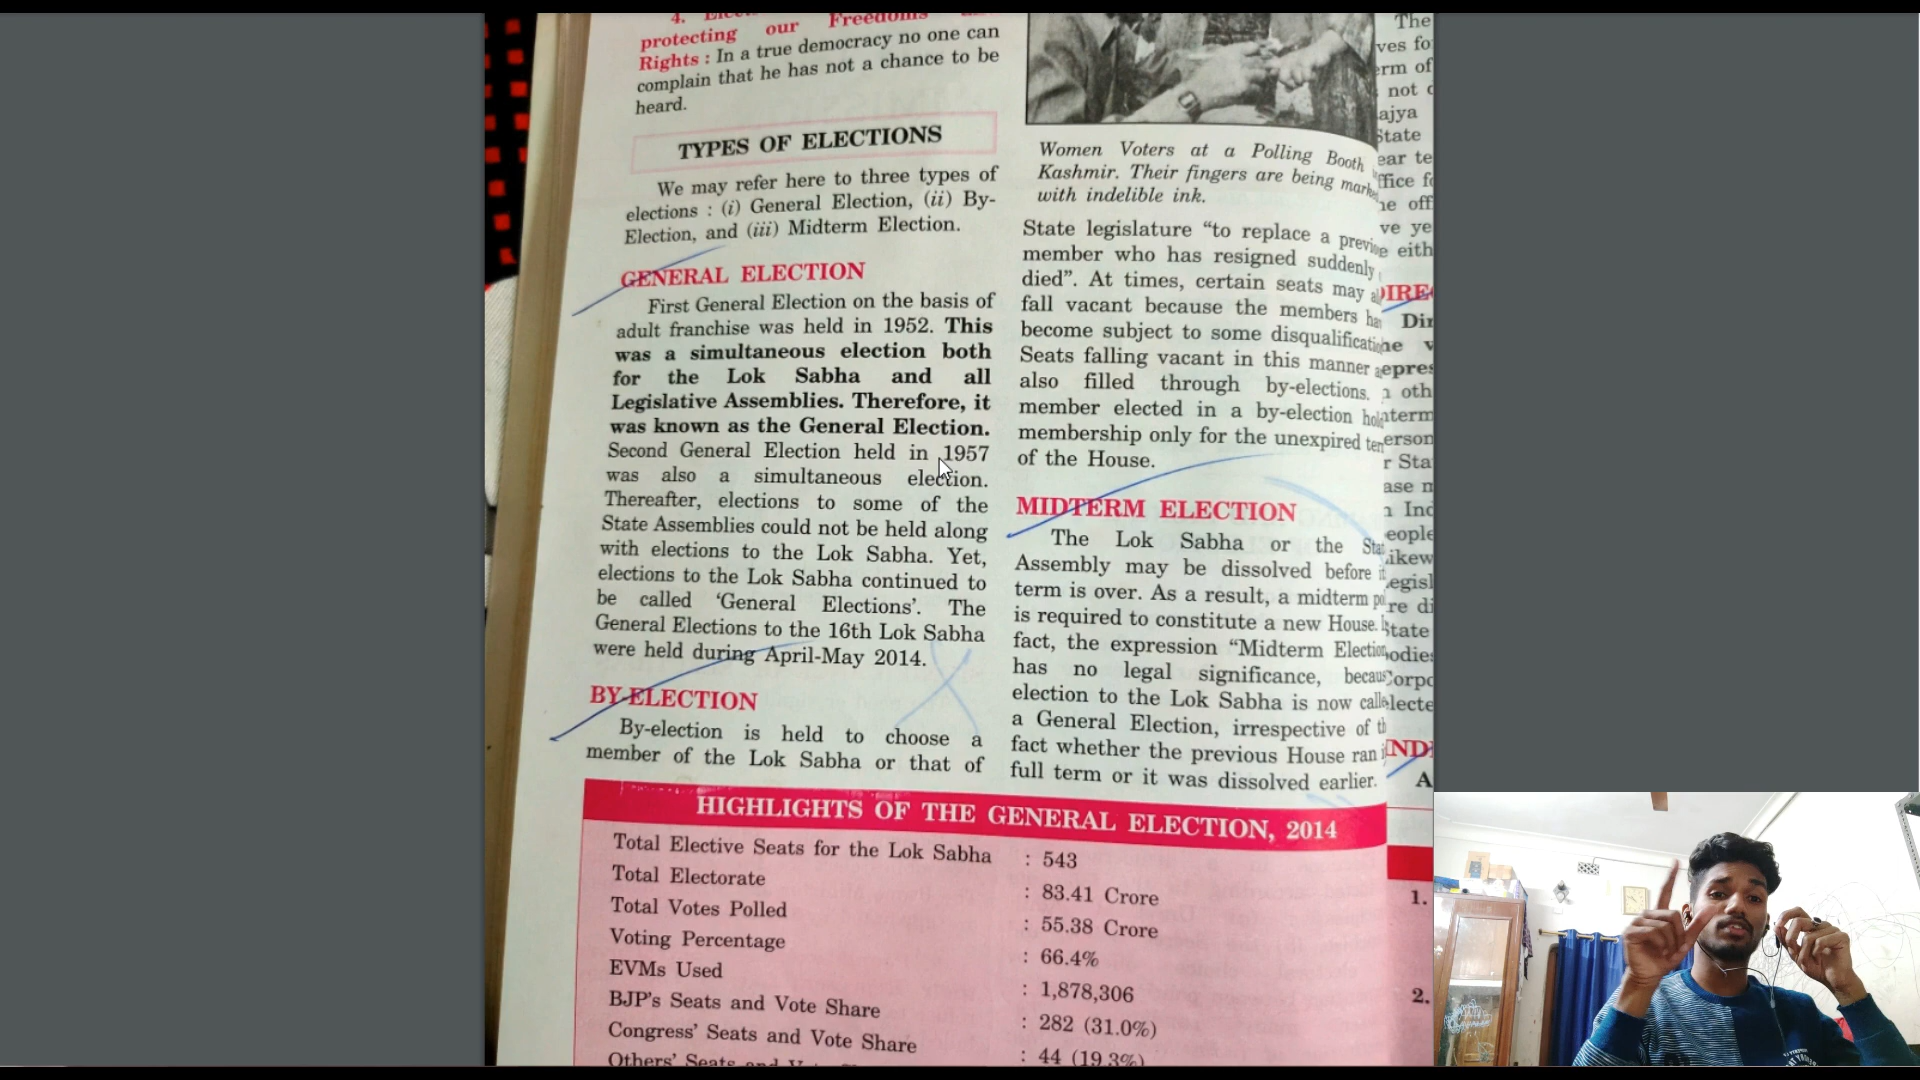 protecting our Freedoms
Rights : In a true democracy no one can
complain that he has not a chance to be
heard.
TYPES OF ELECTIONS
We may refer here to three types of
elections : (i) General Election, (ii) By-
Election, and (iii) Midterm Election.
GENERAL ELECTION
First General Election on the basis of
adult franchise was held in 1952. This
was a simultaneous election both
for the Lok Sabha and all
Legislative Assemblies. Therefore, it
was known as the General Election.
Second General Election held in 1957
was also a simultaneous election.
Thereafter, elections to some of the
State Assemblies could not be held along
with elections to the Lok Sabha. Yet,
elections to the Lok Sabha continued to
be called ‘General Elections’. The
General Elections to the 16th Lok Sabha
were held during April-May 2014.
BY-ELECTION
By-election is held to choose a
member of the Lok Sabha or that of
Women Voters at a Polling Booth
Kashmir. Their fingers are being
with indelible ink.
State legislature “to replace a
member who has resigned suddenly
died”. At times, certain seats may
fall vacant because the members
become subject to some
Seats falling vacant in this manner
also filled through by-elections.
member elected in a by-election
membership only for the unexpired
of the House.
MIDTERM ELECTION
The Lok Sabha or the
Assembly may be dissolved before
term is over. As a result, a midterm
is required to constitute a new House.
fact, the expression “Midterm Election
has no legal significance,
election to the Lok Sabha is now
a General Election, irrespective of
fact whether the previous House ran
full term or it was dissolved earlier.
HIGHLIGHTS OF THE GENERAL ELECTION, 2014
Total Elective Seats for the Lok Sabha : 543
Total Electorate : 83.41 Crore
Total Votes Polled : 55.38 Crore
Voting Percentage : 66.4%
EVMs Used : 1,878,306
BJP’s Seats and Vote Share : 282 (31.0%)
Congress’ Seats and Vote Share : 44 (19.3%)
Others’ Seats and
The
not
State
1.
2.